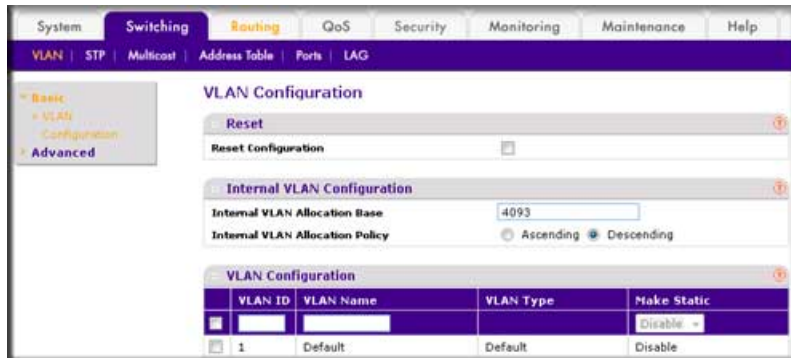 System Switching Routing QoS Security Monitoring Maintenance Help
VLAN | STP | Multicast | Address Table | Ports | LAG
Basic
VLAN
Configuration
Advanced
VLAN Configuration
Reset
Reset Configuration
Internal VLAN Configuration
Internal VLAN Allocation Base 4093
Internal VLAN Allocation Policy Ascending Descending
VLAN Configuration
VLAN ID VLAN Name VLAN Type Make Static
Disable
1 Default Default Disable